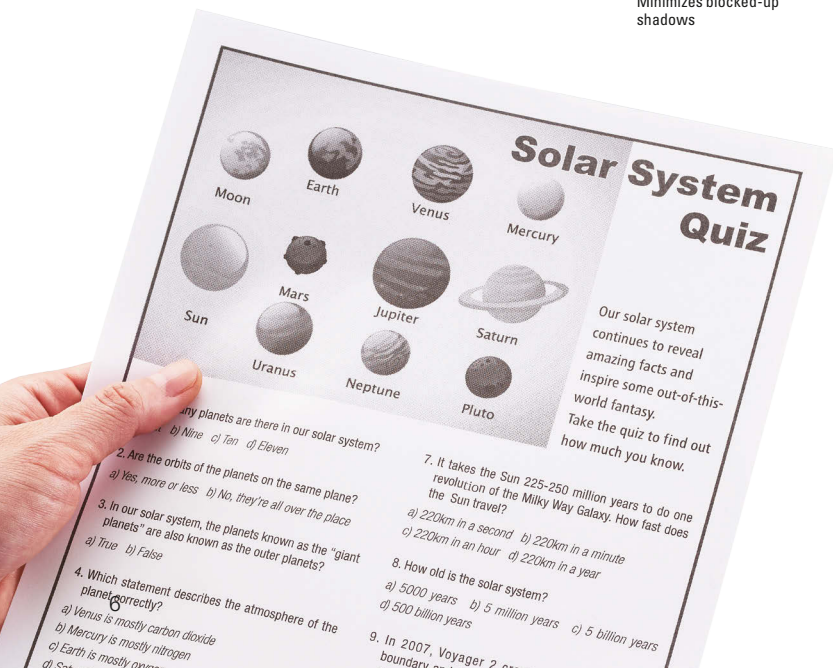 Minimizes blocked-up
shadows
Solar System
Quiz
Moon
Earth
Venus
Mercury
Sun
Mars
Jupiter
Saturn
Uranus
Neptune
Pluto
Our solar system
continues to reveal
amazing facts and
inspire some out-of-this-
world fantasy.
Take the quiz to find out
how much you know.
planets are there in our solar system?
b) Nine c) Ten d) Eleven
2. Are the orbits of the planets on the same plane?
a) Yes, more or less b) No, they're all over the place
3. In our solar system, the planets known as the "giant
planets" are also known as the outer planets?
a) True b) False
4. Which statement describes the atmosphere of the
planet correctly?
a) Venus is mostly carbon dioxide
b) Mercury is mostly nitrogen
c) Earth is mostly
d)
7. It takes the Sun 225-250 million years to do one
revolution of the Milky Way Galaxy. How fast does
the Sun travel?
a) 220km in a second b) 220km in a minute
c) 220km in an hour d) 220km in a year
8. How old is the solar system?
a) 5000 years b) 5 million years c) 5 billion years
d) 500 billion years
9. In 2007, Voyager 2
boundary
6